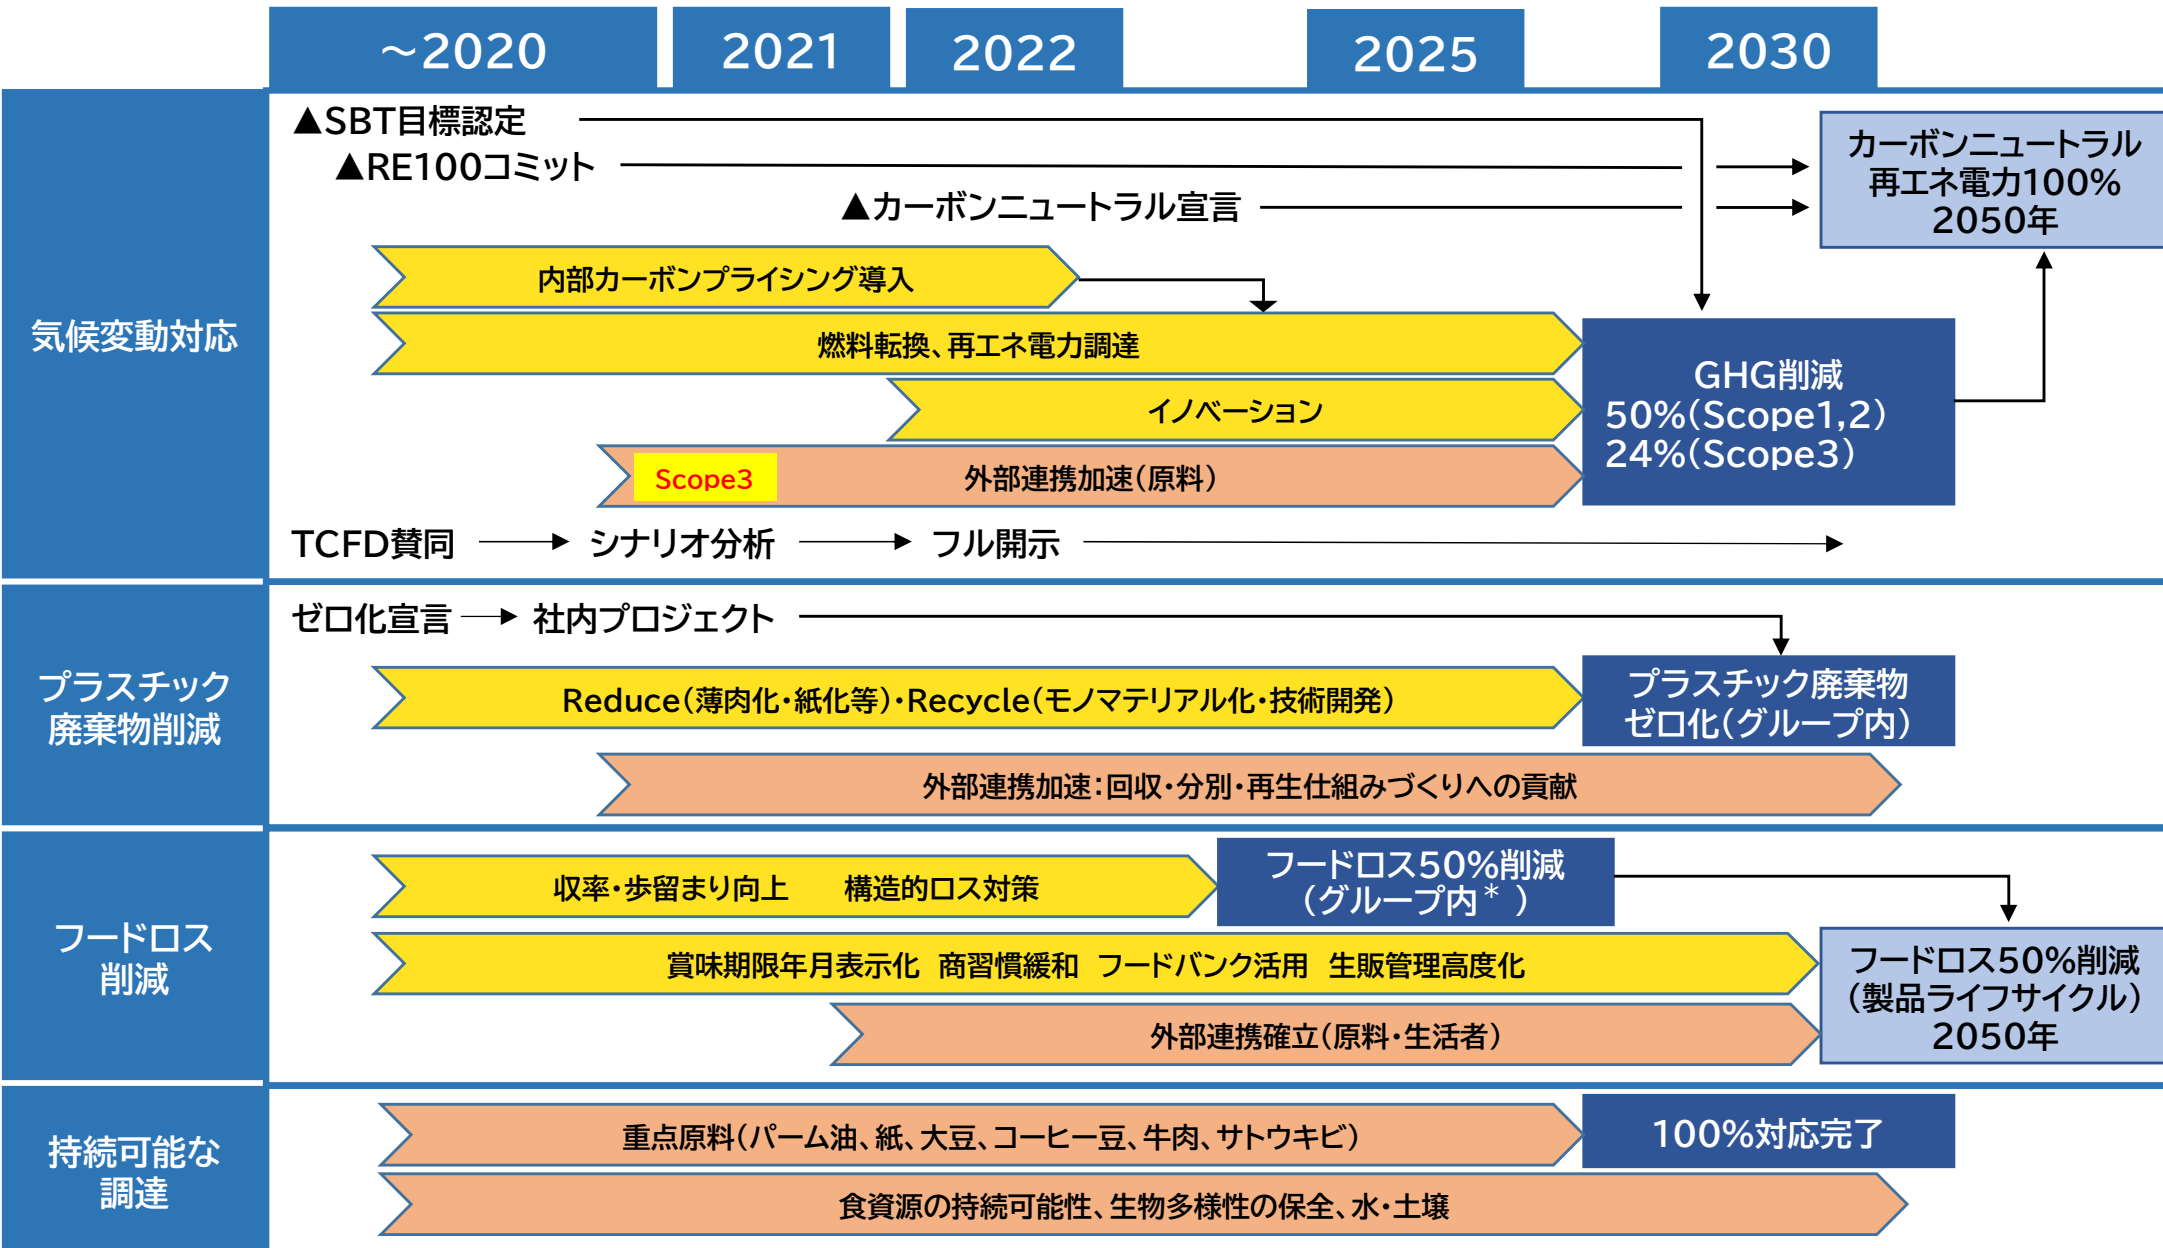 ~2020
2021
2022
2025
2030
気候変動対応
▲SBT目標認定
▲RE100コミット
▲カーボンニュートラル宣言
カーボンニュートラル
再エネ電力100%
2050年
内部カーボンプライシング導入
燃料転換、再エネ電力調達
イノベーション
Scope3
外部連携加速(原料)
GHG削減
50%(Scope1,2)
24%(Scope3)
TCFD賛同
シナリオ分析
フル開示
プラスチック
廃棄物削減
ゼロ化宣言
社内プロジェクト
Reduce(薄肉化・紙化等)・Recycle(モノマテリアル化・技術開発)
プラスチック廃棄物
ゼロ化(グループ内)
外部連携加速:回収・分別・再生仕組みづくりへの貢献
フードロス
削減
収率・歩留まり向上 構造的ロス対策
フードロス50%削減
(グループ内*)
賞味期限年月表示化 商習慣緩和 フードバンク活用 生販管理高度化
外部連携確立(原料・生活者)
フードロス50%削減
(製品ライフサイクル)
2050年
持続可能な
調達
重点原料(パーム油、紙、大豆、コーヒー豆、牛肉、サトウキビ)
100%対応完了
食資源の持続可能性、生物多様性の保全、水・土壌